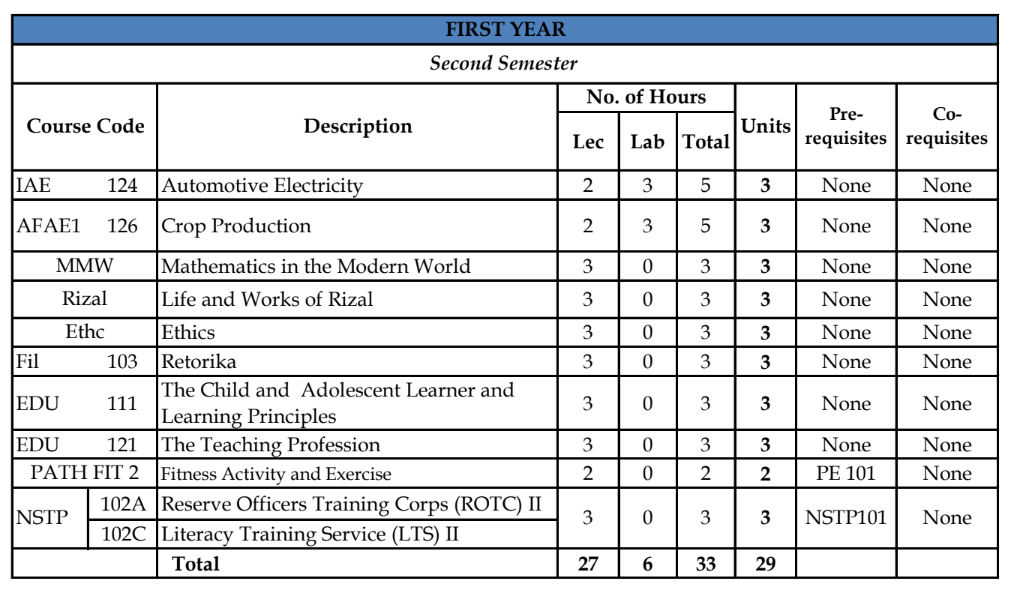 FIRST YEAR
Second Semester
Course Code Description No. of Hours Units Pre-requisites Co-requisites
Lec Lab Total
IAE 124 Automotive Electricity 2 3 5 3 None None
AFAE1 126 Crop Production 2 3 5 3 None None
MMW Mathematics in the Modern World 3 0 3 3 None None
Rizal Life and Works of Rizal 3 0 3 3 None None
Ethc Ethics 3 0 3 3 None None
Fil 103 Retorika 3 0 3 3 None None
EDU 111 The Child and Adolescent Learner and
Learning Principles 3 0 3 3 None None
EDU 121 The Teaching Profession 3 0 3 3 None None
PATH FIT 2 Fitness Activity and Exercise 2 0 2 2 PE 101 None
NSTP 102A Reserve Officers Training Corps (ROTC) II 3 0 3 3 NSTP101 None
102C Literacy Training Service (LTS) II
Total 27 6 33 29